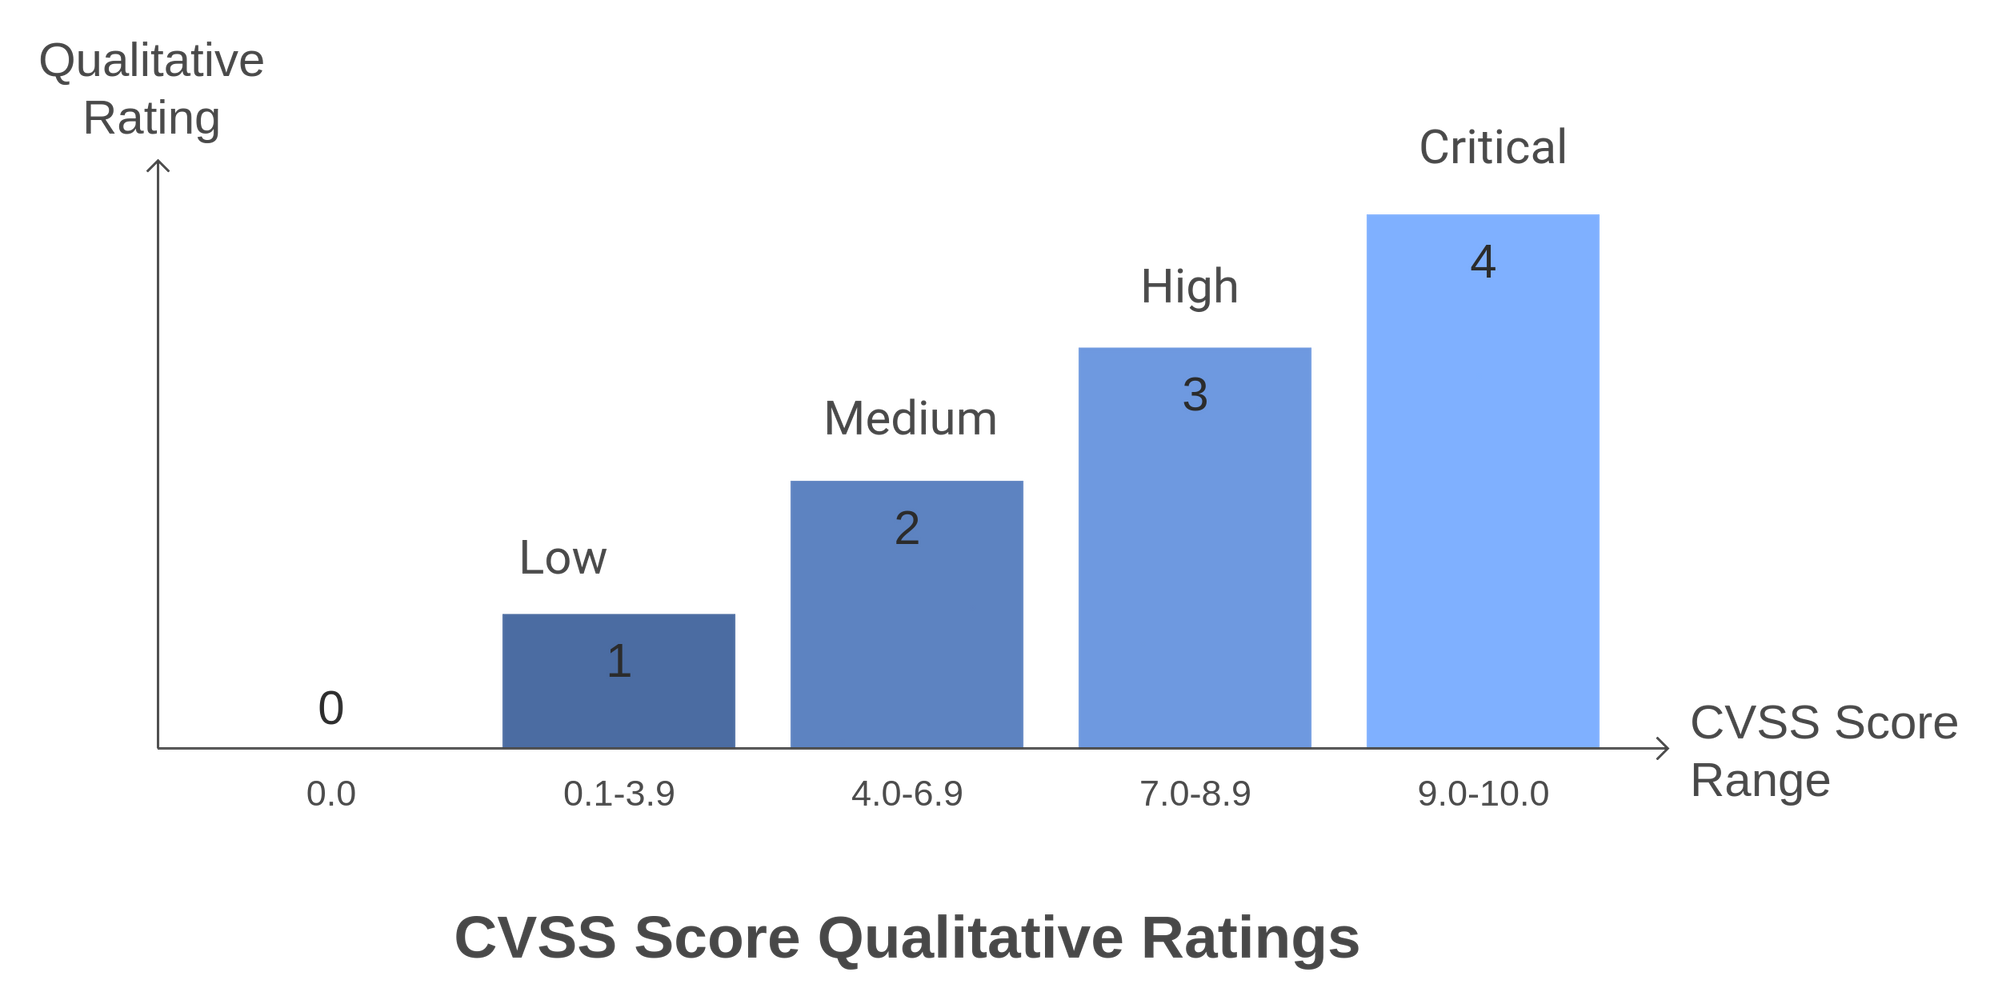 Qualitative
Rating
Critical
4
High
3
Medium
2
Low
1
0
CVSS Score
Range
0.0
0.1-3.9
4.0-6.9
7.0-8.9
9.0-10.0
CVSS Score Qualitative Ratings